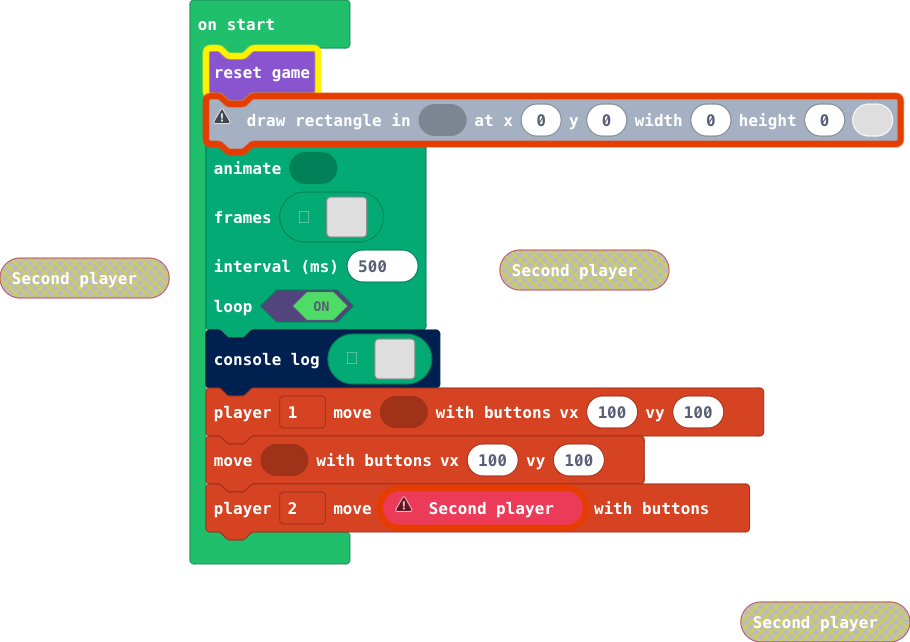 on start
reset game
draw rectangle in at x 0 y 0 width 0 height 0
animate
frames
interval (ms) 500
loop ON
console log
player 1 move with buttons vx 100 vy 100
move with buttons vx 100 vy 100
player 2 move Second player with buttons
Second player
Second player
Second player